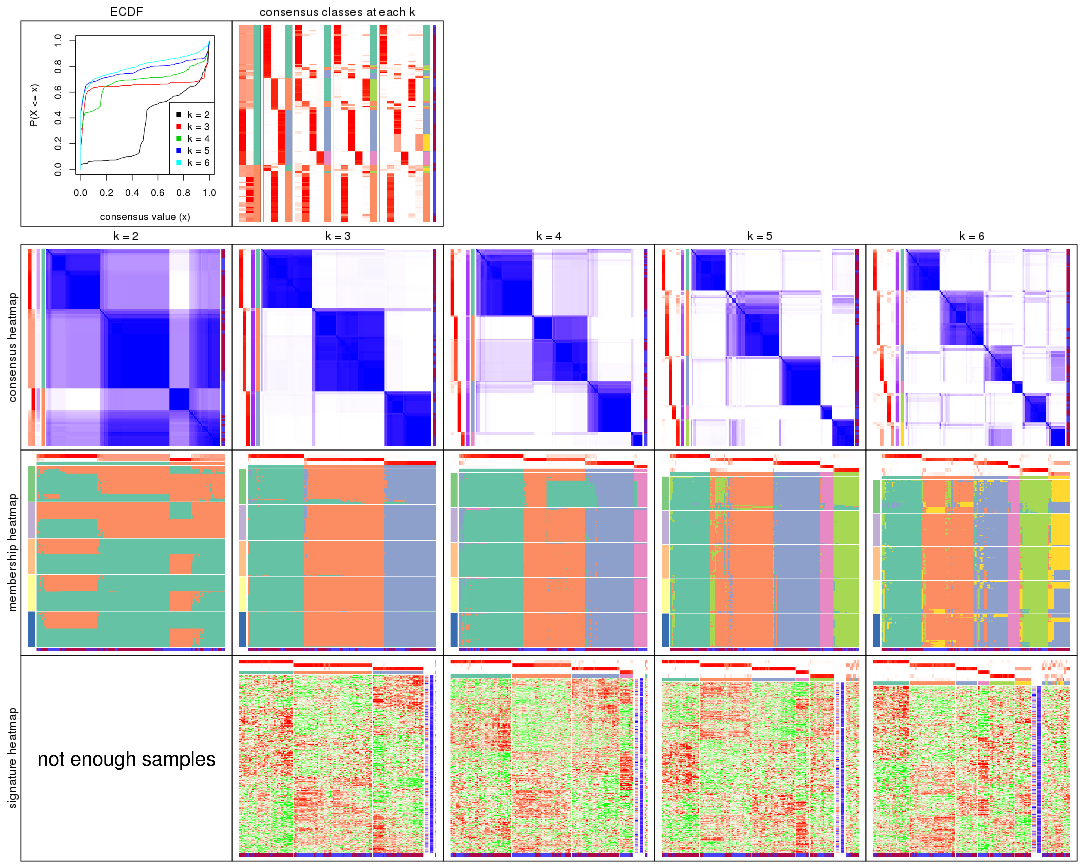 ECDF
consensus classes at each k
P(X <= x)
0.0 0.2 0.4 0.6 0.8 1.0
k = 2
k = 3
k = 4
k = 5
k = 6
0.0 0.2 0.4 0.6 0.8 1.0
consensus value (x)
k = 2
k = 3
k = 4
k = 5
k = 6
consensus heatmap
membership heatmap
signature heatmap
not enough samples